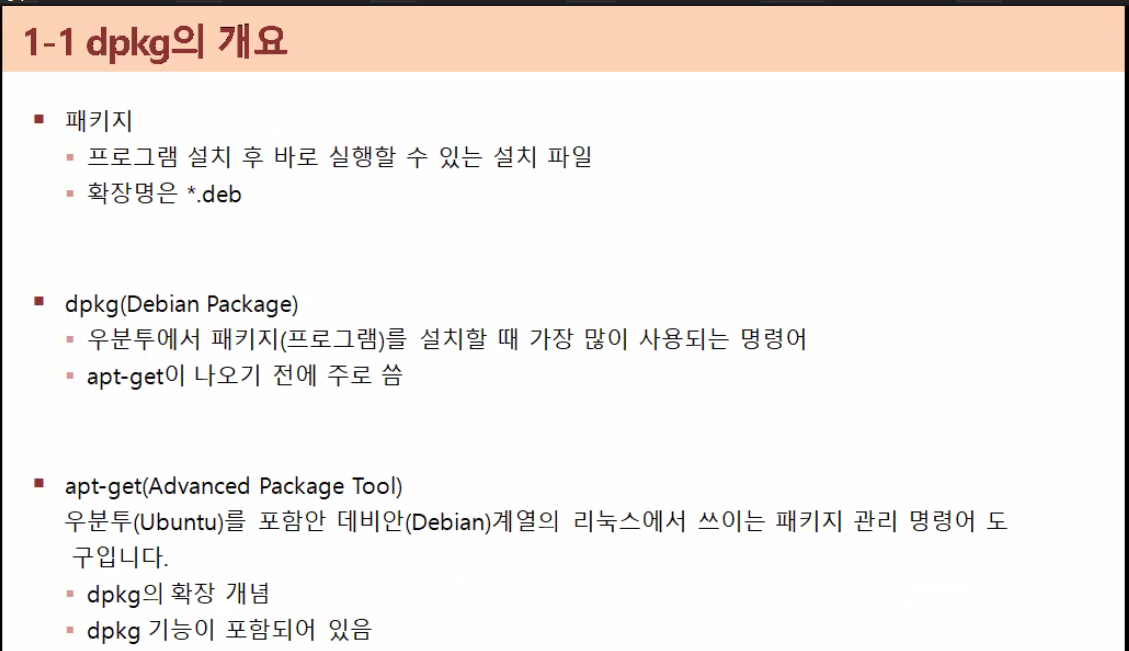 1-1 dpkg의 개요
패키지
프로그램 설치 후 바로 실행할 수 있는 설치 파일
확장명은 *.deb
dpkg(Debian Package)
우분투에서 패키지(프로그램)를 설치할 때 가장 많이 사용되는 명령어
apt-get이 나오기 전에 주로 씀
apt-get(Advanced Package Tool)
우분투(Ubuntu)를 포함안 데비안(Debian)계열의 리눅스에서 쓰이는 패키지 관리 명령어 도
구입니다.
dpkg의 확장 개념
dpkg 기능이 포함되어 있음